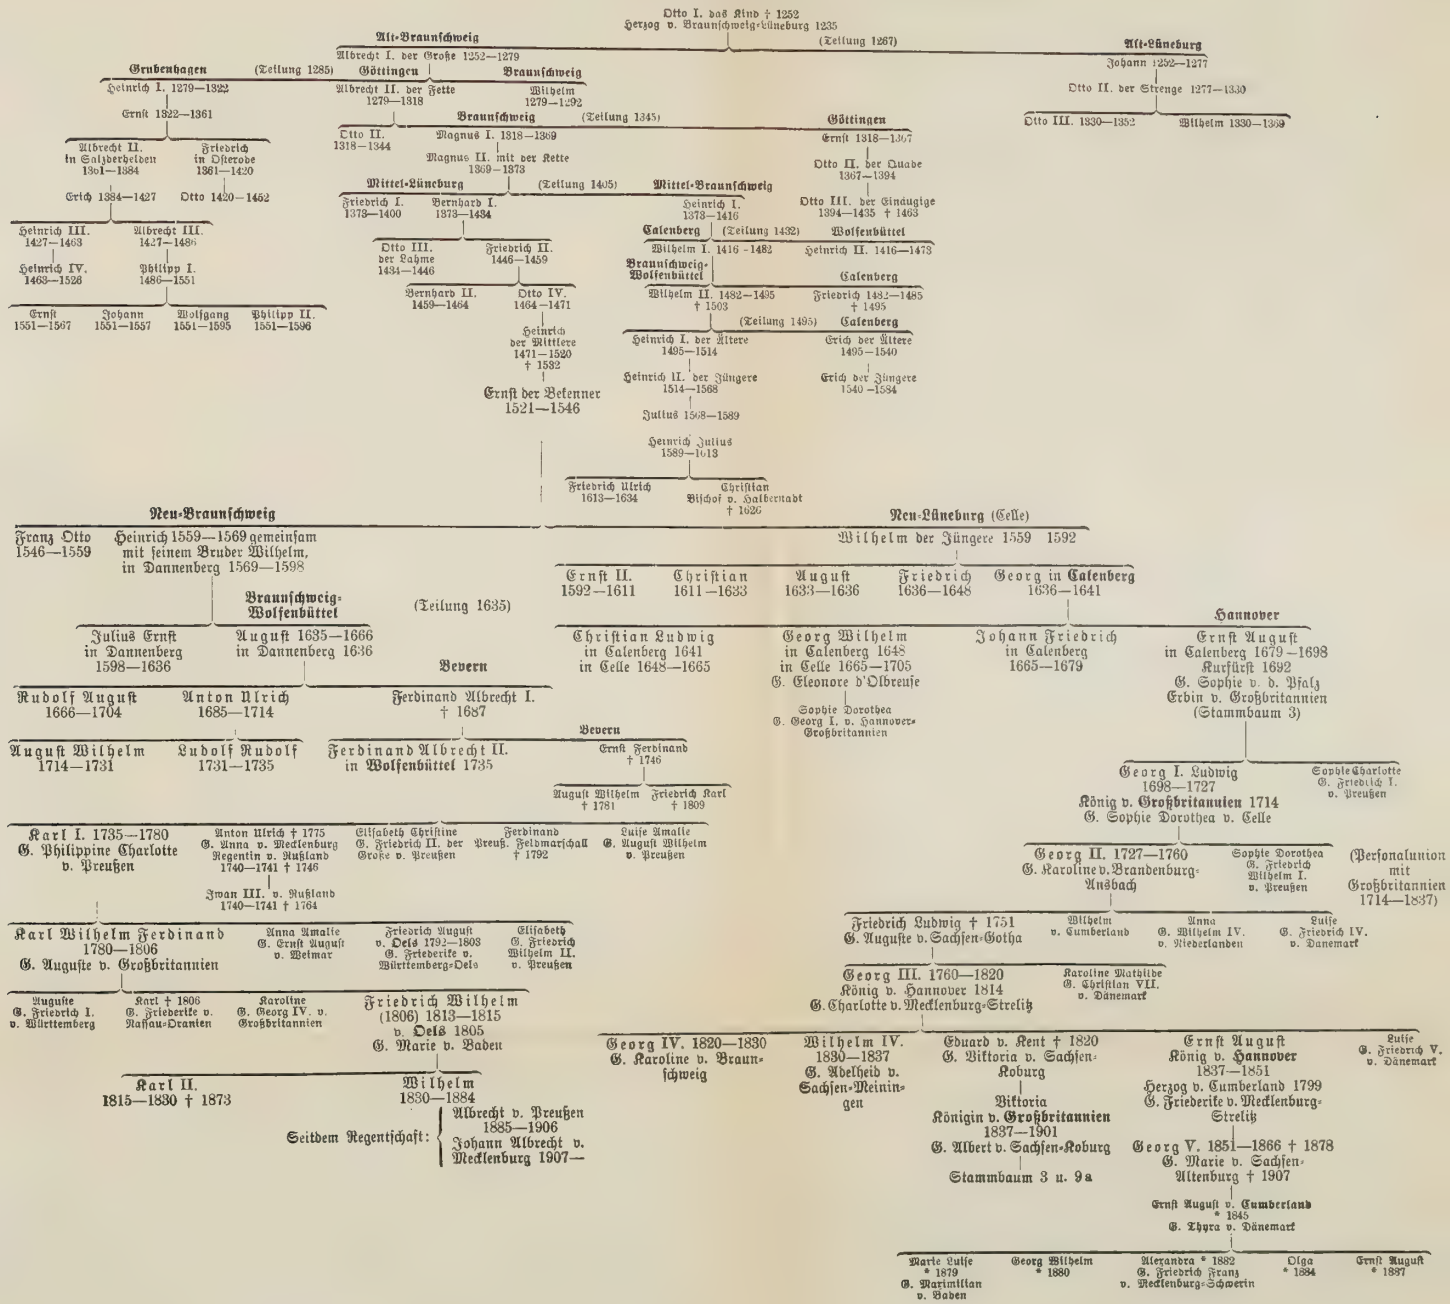 Otto I. das Kind † 1252
Herzog v. Braunschweig-Lüneburg 1235
Alt-Braunschweig
(Teilung 1267)
Alt-Lüneburg
Albrecht I. der Große 1252—1279
Johann 1252—1277
Grubenhagen
(Teilung 1285)
Göttingen
Braunschweig
Heinrich I. 1279—1322
Albrecht II. der Fette
1279—1318
Wilhelm
1279—1292
Otto II. der Strenge 1277—1330
Ernst 1322—1361
Braunschweig
(Teilung 1345)
Göttingen
Otto III. 1330—1352
Wilhelm 1330—1369
Otto II.
1318—1344
Magnus I. 1318—1369
Ernst 1318—1367
Albrecht II.
in Salzderhelden
1361—1384
Friedrich
in Osterode
1361—1420
Magnus II. mit der Kette
1369—1373
Otto II. der Quade
1367—1394
Mittel-Lüneburg
(Teilung 1405)
Mittel-Braunschweig
Erich 1384—1427
Otto 1420—1452
Friedrich I.
1373—1400
Bernhard I.
1373—1434
Heinrich I.
1373—1416
Otto III. der Einäugige
1394—1435 † 1463
Heinrich III.
1427—1463
Albrecht III.
1427—1486
Calenberg
(Teilung 1432)
Wolfenbüttel
Otto III.
der Lahme
1434—1446
Friedrich II.
1446—1459
Wilhelm I. 1416-1482
Heinrich II. 1416—1473
Heinrich IV.
1463—1526
Philipp I.
1486—1551
Braunschweig-
Wolfenbüttel
Calenberg
Bernhard II.
1459—1464
Otto IV.
1464—1471
Wilhelm II. 1482—1495
† 1503
Friedrich 1482—1485
† 1495
Ernst
1551—1567
Johann
1551—1557
Wolfgang
1551—1595
Philipp II.
1551—1596
(Teilung 1495)
Calenberg
Heinrich
der Mittlere
1471—1520
† 1532
Heinrich I. der Ältere
1495—1514
Erich der Ältere
1495—1540
Heinrich II. der Jüngere
1514—1568
Erich der Jüngere
1540-1584
Ernst der Bekenner
1521—1546
Julius 1568—1589
Heinrich Julius
1589—1613
Friedrich Ulrich
1613—1634
Christian
Bischof v. Halberstadt
† 1626
Neu-Braunschweig
Neu-Lüneburg (Celle)
Franz Otto
1546—1559
Heinrich 1559—1569 gemeinsam
mit seinem Bruder Wilhelm,
in Dannenberg 1569—1598
Wilhelm der Jüngere 1559 1592
Ernst II.
1592—1611
Christian
1611—1633
August
1633—1636
Friedrich
1636—1648
Georg in Calenberg
1636—1641
Braunschweig-
Wolfenbüttel
(Teilung 1635)
Hannover
Julius Ernst
in Dannenberg
1598—1636
August 1635—1666
in Dannenberg 1636
Christian Ludwig
in Calenberg 1641
in Celle 1648—1665
Georg Wilhelm
in Calenberg 1648
in Celle 1665—1705
G. Eleonore d'Olbreuse
Johann Friedrich
in Calenberg
1665—1679
Ernst August
in Calenberg 1679—1698
Kurfürst 1692
G. Sophie v. d. Pfalz
Erbin v. Großbritannien
(Stammbaum 3)
Bevern
Rudolf August
1666—1704
Anton Ulrich
1685—1714
Ferdinand Albrecht I.
† 1687
Sophie Dorothea
G. Georg I. v. Hannover-
Großbritannien
Bevern
August Wilhelm
1714—1731
Ludolf Rudolf
1731—1735
Ferdinand Albrecht II.
in Wolfenbüttel 1735
Ernst Ferdinand
† 1746
August Wilhelm
† 1781
Friedrich Karl
† 1809
Georg I. Ludwig
1698—1727
König v. Großbritannien 1714
G. Sophie Dorothea v. Celle
Sophie Charlotte
G. Friedrich I.
v. Preußen
Karl I. 1735—1780
G. Philippine Charlotte
v. Preußen
Anton Ulrich † 1775
G. Anna v. Mecklenburg
Regentin v. Rußland
1740—1741 † 1746
Elisabeth Christine
G. Friedrich II. der
Große v. Preußen
Ferdinand
Preuß. Feldmarschall
† 1792
Luise Amalie
G. August Wilhelm
v. Preußen
Iwan III. v. Rußland
1740—1741 † 1764
Georg II. 1727—1760
G. Karoline v. Brandenburg-
Ansbach
Sophie Dorothea
G. Friedrich
Wilhelm I.
v. Preußen
(Personalunion
mit
Großbritannien
1714—1837)
Karl Wilhelm Ferdinand
1780—1806
G. Auguste v. Großbritannien
Anna Amalie
G. Ernst August
v. Weimar
Friedrich August
v. Oels 1792—1803
G. Friederike v.
Württemberg-Oels
Elisabeth
G. Friedrich
Wilhelm II.
v. Preußen
Friedrich Ludwig † 1751
G. Auguste v. Sachsen-Gotha
Wilhelm
v. Cumberland
Anna
G. Wilhelm IV.
v. Niederlanden
Luise
G. Friedrich IV.
v. Dänemark
Georg III. 1760—1820
König v. Hannover 1814
G. Charlotte v. Mecklenburg-Strelitz
Karoline Mathilde
G. Christian VII.
v. Dänemark
Auguste
G. Friedrich I.
v. Württemberg
Karl † 1806
G. Friederike v.
Nassau-Oranien
Karoline
G. Georg IV. v.
Großbritannien
Friedrich Wilhelm
(1806) 1813—1815
v. Oels 1805
G. Marie v. Baden
Georg IV. 1820—1830
G. Karoline v. Braun-
schweig
Wilhelm IV.
1830—1837
G. Adelheid v.
Sachsen-Meinin-
gen
Eduard v. Kent † 1820
G. Viktoria v. Sachsen-
Koburg
Ernst August
König v. Hannover
1837—1851
Herzog v. Cumberland 1799
G. Friederike v. Mecklenburg-
Strelitz
Luise
G. Friedrich V.
v. Dänemark
Karl II.
1815—1830 † 1873
Wilhelm
1830—1884
Viktoria
Königin v. Großbritannien
1837—1901
G. Albert v. Sachsen-Koburg
Seitdem Regentschaft:
Albrecht v. Preußen
1885—1906
Johann Albrecht v.
Mecklenburg 1907—
Georg V. 1851—1866 † 1878
G. Marie v. Sachsen-
Altenburg † 1907
Stammbaum 3 u. 9a
Ernst August v. Cumberland
* 1845
G. Thyra v. Dänemark
Marie Luise
* 1879
G. Maximilian
v. Baden
Georg Wilhelm
* 1880
Alexandra * 1882
G. Friedrich Franz
v. Mecklenburg-Schwerin
Olga
* 1884
Ernst August
* 1887